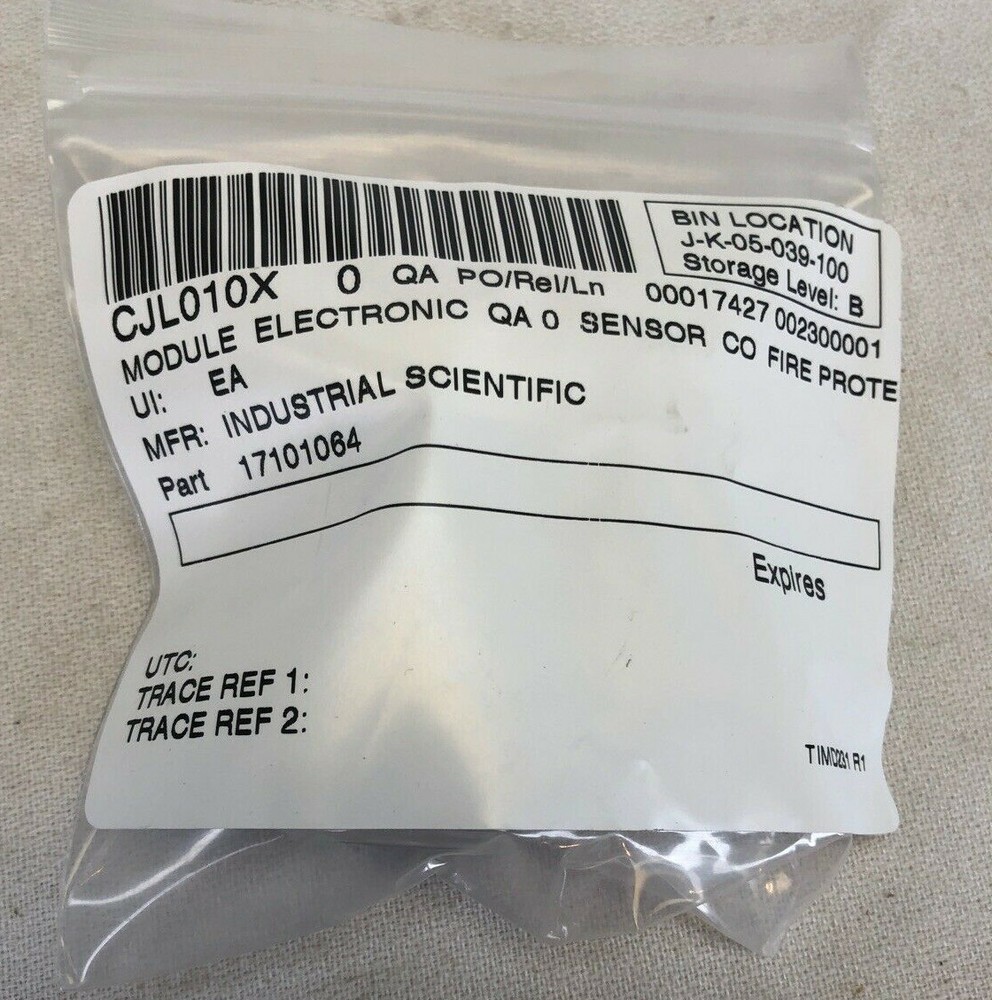 BIN LOCATION
J-K-05-039-100
Storage Level: B
CJL010X 0 QA PO/Rel/Ln 00017427 002300001
MODULE ELECTRONIC QA 0 SENSOR CO FIRE PROTE
UI: EA
MFR: INDUSTRIAL SCIENTIFIC
Part 17101064
Expires
UTC:
TRACE REF 1:
TRACE REF 2:
TIMD231 R1